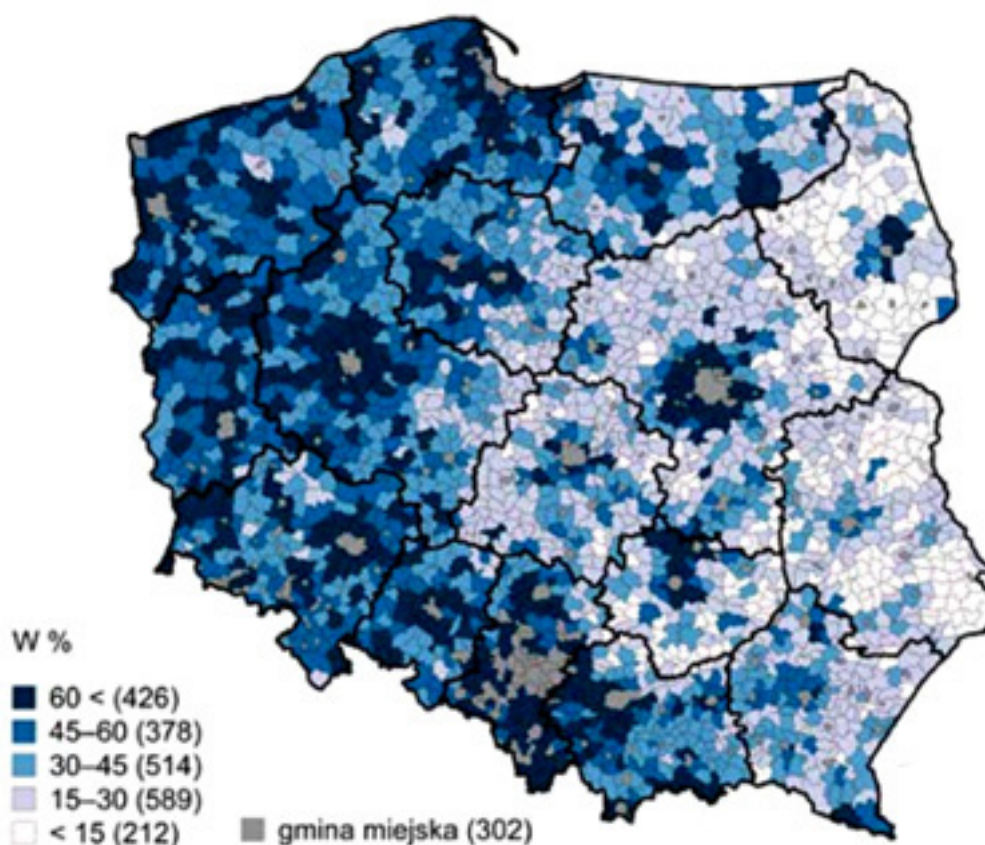 W %
60 < (426)
45–60 (378)
30–45 (514)
15–30 (589)
< 15 (212)
gmina miejska (302)